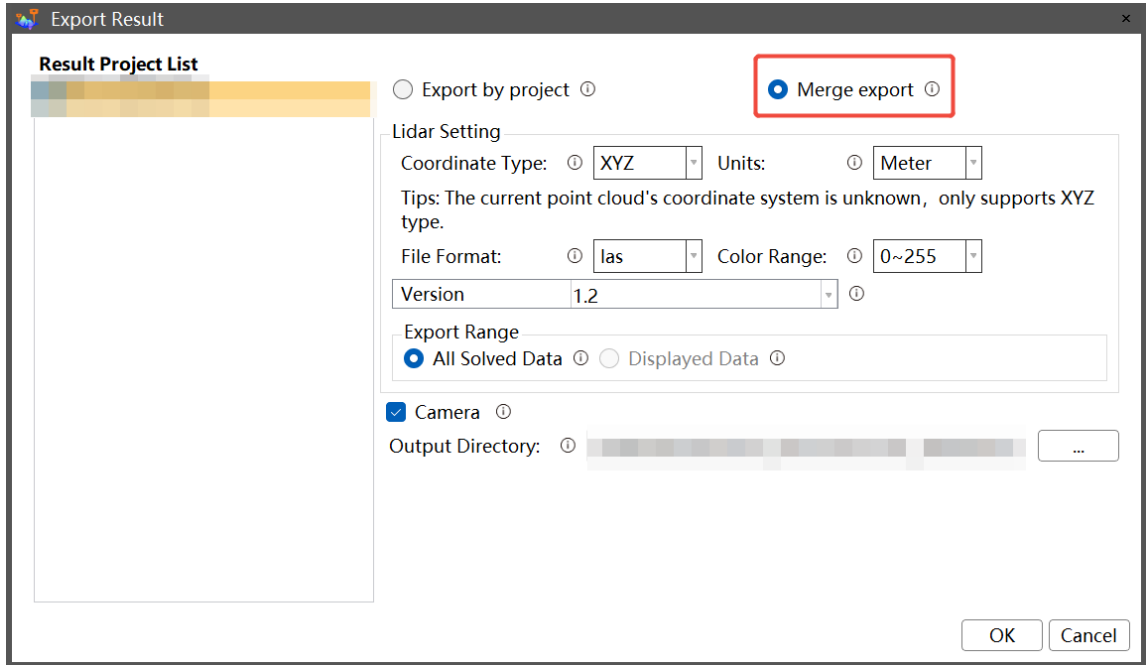 Export Result
Result Project List
Export by project
Merge export
Lidar Setting
Coordinate Type: XYZ Units: Meter
Tips: The current point cloud's coordinate system is unknown, only supports XYZ
type.
File Format: las Color Range: 0~255
Version 1.2
Export Range
All Solved Data Displayed Data
Camera
Output Directory: ...
OK Cancel